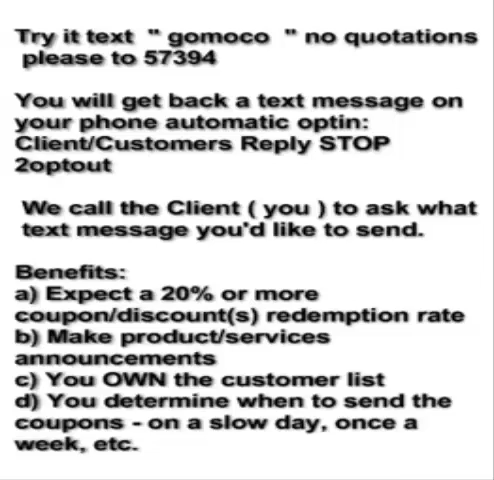 Try it text " gomoco " no quotations
please to 57394
You will get back a text message on
your phone automatic optin:
Client/Customers Reply STOP
2optout
We call the Client ( you ) to ask what
text message you'd like to send.
Benefits:
a) Expect a 20% or more
coupon/discount(s) redemption rate
b) Make product/services
announcements
c) You OWN the customer list
d) You determine when to send the
coupons - on a slow day, once a
week, etc.